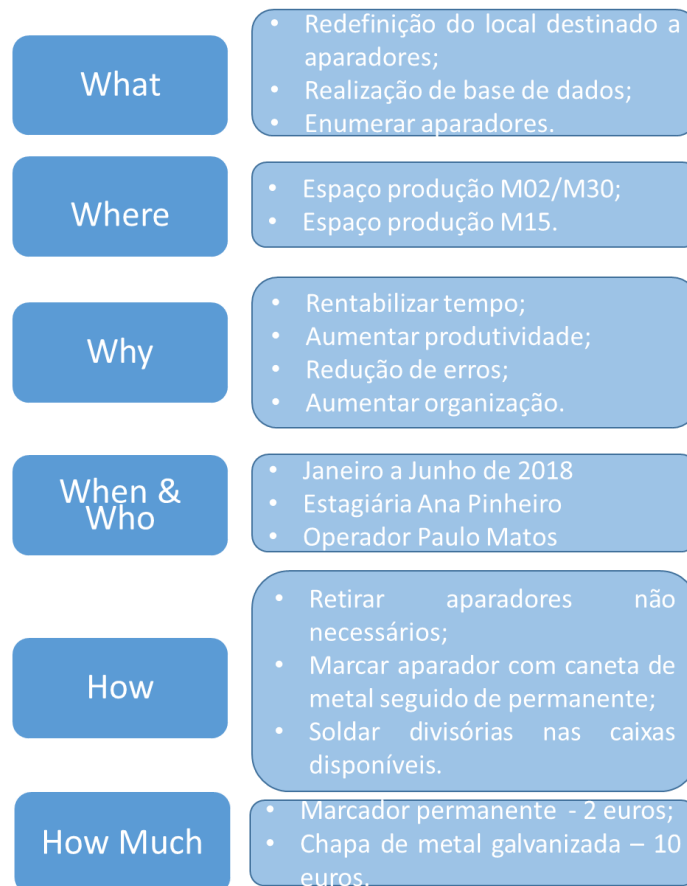 What
• Redefinição do local destinado a
aparadores;
• Realização de base de dados;
• Enumerar aparadores.
Where
• Espaço produção M02/M30;
• Espaço produção M15.
Why
• Rentabilizar tempo;
• Aumentar produtividade;
• Redução de erros;
• Aumentar organização.
When &
Who
• Janeiro a Junho de 2018
• Estagiária Ana Pinheiro
• Operador Paulo Matos
How
• Retirar aparadores não
necessários;
• Marcar aparador com caneta de
metal seguido de permanente;
• Soldar divisórias nas caixas
disponíveis.
How Much
• Marcador permanente - 2 euros;
• Chapa de metal galvanizada – 10
euros.